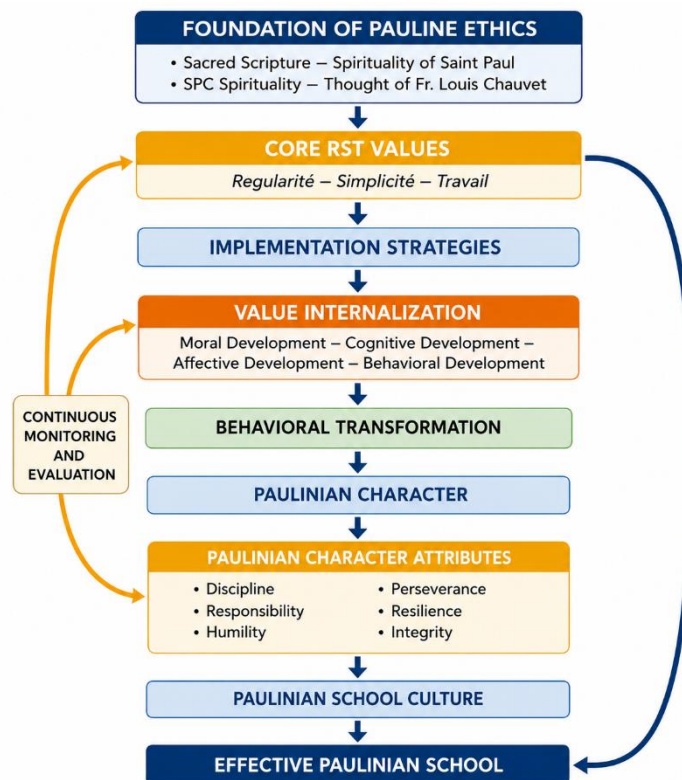 FOUNDATION OF PAULINE ETHICS
• Sacred Scripture – Spirituality of Saint Paul
• SPC Spirituality – Thought of Fr. Louis Chauvet
CORE RST VALUES
Regularité – Simplicité – Travail
IMPLEMENTATION STRATEGIES
VALUE INTERNALIZATION
Moral Development – Cognitive Development –
Affective Development – Behavioral Development
CONTINUOUS
MONITORING
AND
EVALUATION
BEHAVIORAL TRANSFORMATION
PAULINIAN CHARACTER
PAULINIAN CHARACTER ATTRIBUTES
• Discipline
• Responsibility
• Humility
• Perseverance
• Resilience
• Integrity
PAULINIAN SCHOOL CULTURE
EFFECTIVE PAULINIAN SCHOOL